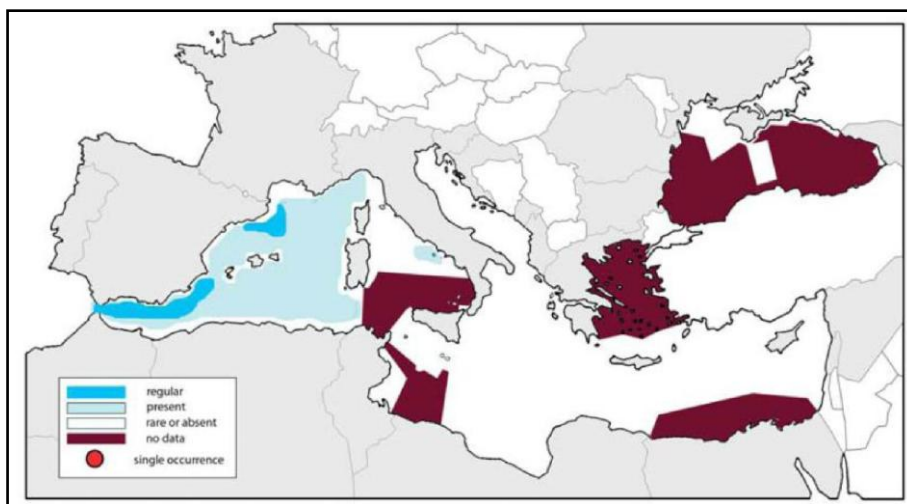 regular
present
rare or absent
no data
single occurrence